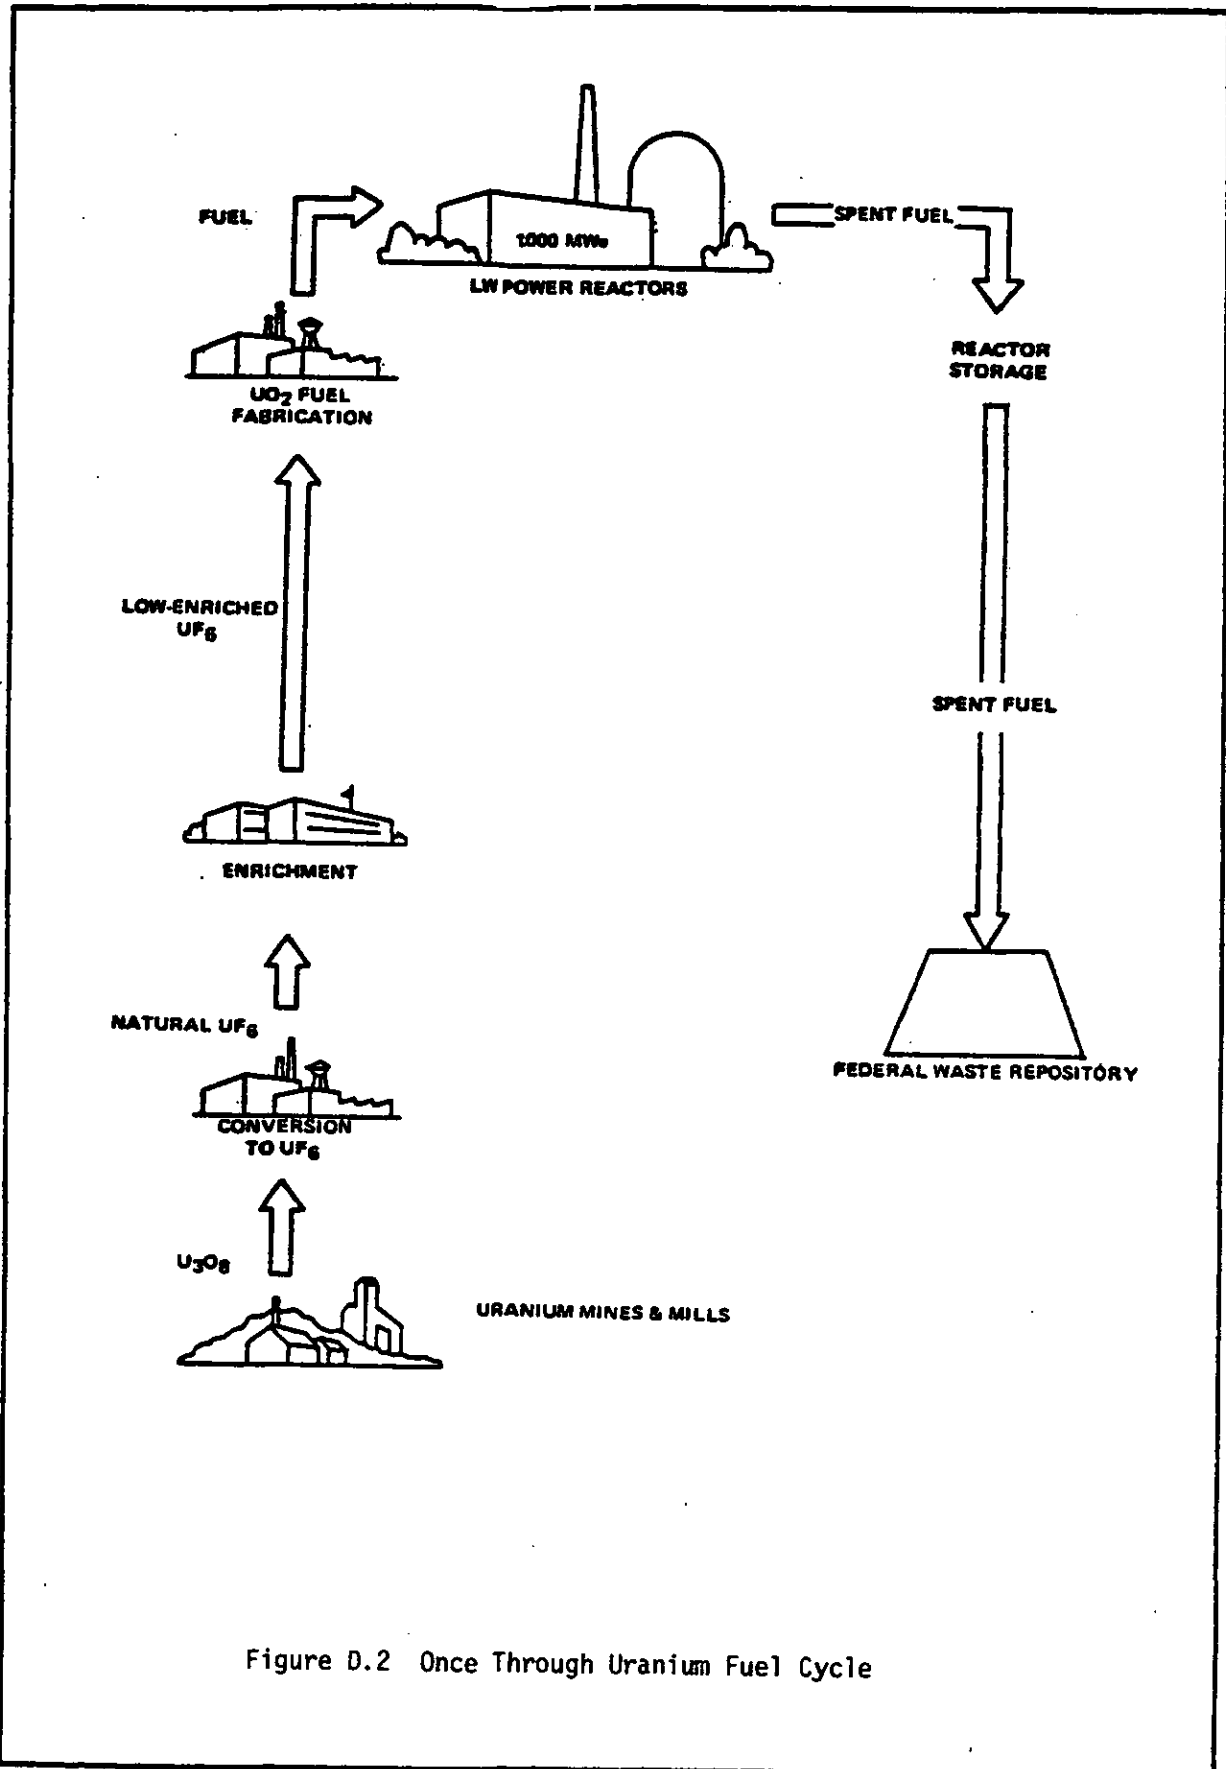 FUEL
1000 MWe
SPENT FUEL
LW POWER REACTORS
REACTOR
STORAGE
UO₂ FUEL
FABRICATION
LOW-ENRICHED
UF₆
SPENT FUEL
ENRICHMENT
NATURAL UF₆
FEDERAL WASTE REPOSITORY
CONVERSION
TO UF₆
U₃O₈
URANIUM MINES & MILLS
Figure D.2 Once Through Uranium Fuel Cycle